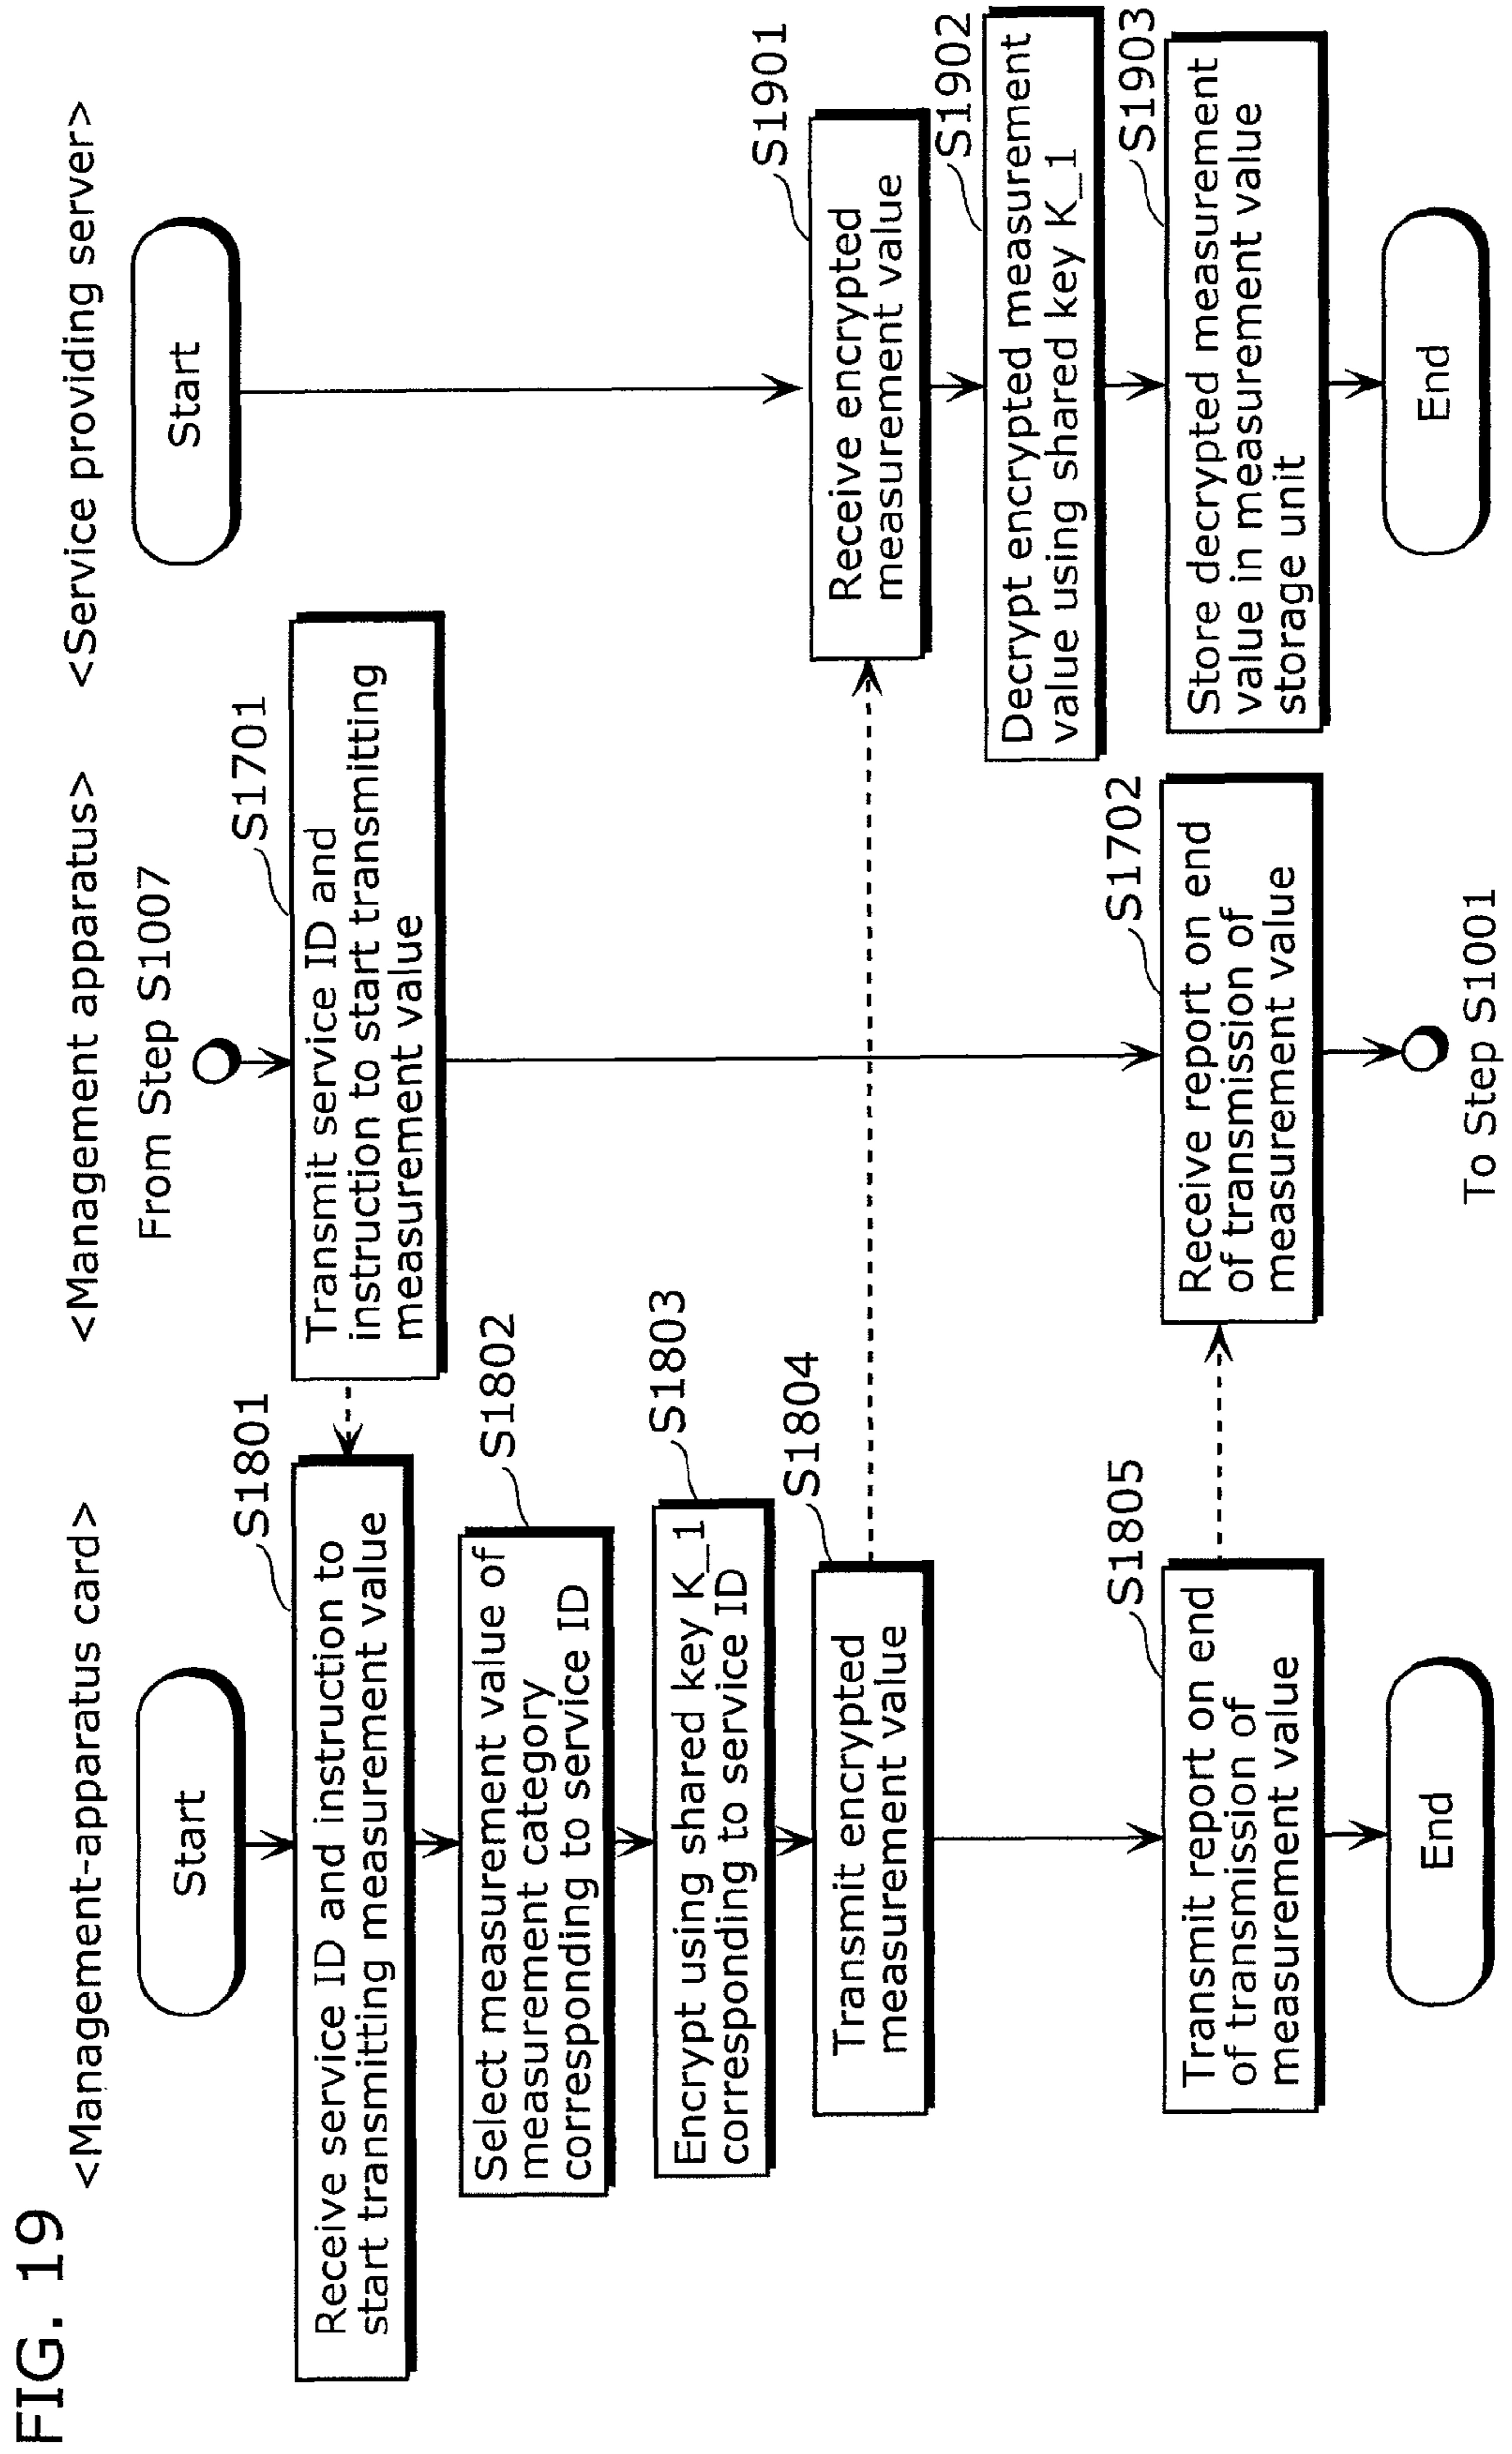 FIG. 19
<Management-apparatus card>
Start
S1801
Receive service ID and instruction to
start transmitting measurement value
S1802
Select measurement value of
measurement category
corresponding to service ID
S1803
Encrypt using shared key K_1
corresponding to service ID
S1804
Transmit encrypted
measurement value
S1805
Transmit report on end
of transmission of
measurement value
End
<Management apparatus>
From Step S1007
S1701
Transmit service ID and
instruction to start transmitting
measurement value
S1702
Receive report on end
of transmission of
measurement value
To Step S1001
<Service providing server>
Start
S1901
Receive encrypted
measurement value
S1902
Decrypt encrypted measurement
value using shared key K_1
S1903
Store decrypted measurement
value in measurement value
storage unit
End